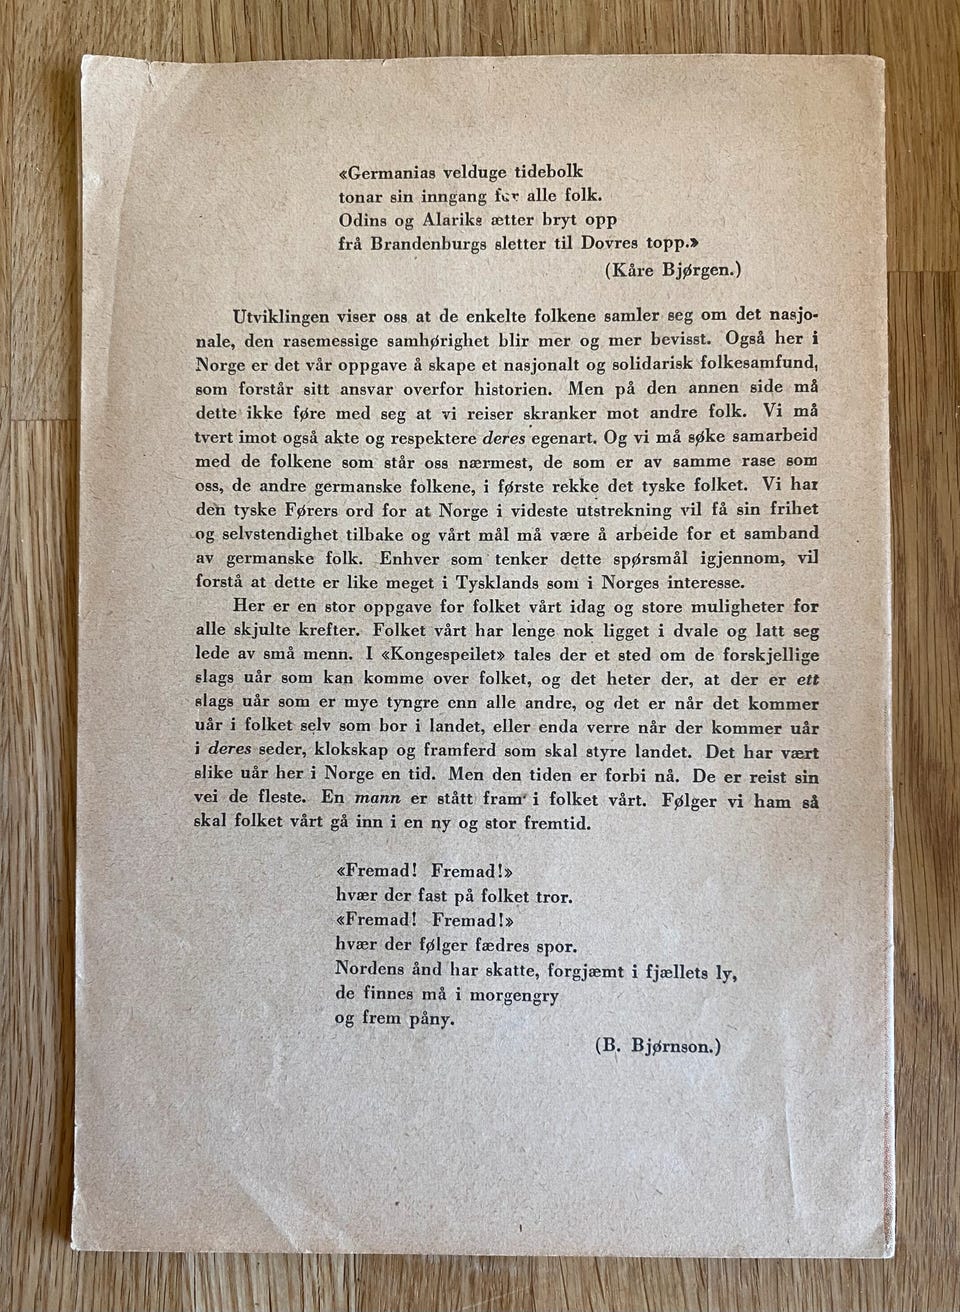 «Germanias velduge tidebolk
tonar sin inngang for alle folk.
Odins og Alariks ætter bryt opp
frå Brandenburgs sletter til Dovres topp.»
(Kåre Bjørgen.)
Utviklingen viser oss at de enkelte folkene samler seg om det nasjo-
nale, den rasemessige samhørighet blir mer og mer bevisst. Også her i
Norge er det vår oppgave å skape et nasjonalt og solidarisk folkesamfund,
som forstår sitt ansvar overfor historien. Men på den annen side må
dette ikke føre med seg at vi reiser skranker mot andre folk. Vi må
tvert imot også akte og respektere deres egenart. Og vi må søke samarbeid
med de folkene som står oss nærmest, de som er av samme rase som
oss, de andre germanske folkene, i første rekke det tyske folket. Vi har
den tyske Førers ord for at Norge i videste utstrekning vil få sin frihet
og selvstendighet tilbake og vårt mål må være å arbeide for et samband
av germanske folk. Enhver som tenker dette spørsmål igjennom, vil
forstå at dette er like meget i Tysklands som i Norges interesse.
Her er en stor oppgave for folket vårt idag og store muligheter for
alle skjulte krefter. Folket vårt har lenge nok ligget i dvale og latt seg
lede av små menn. I «Kongespeilet» tales der et sted om de forskjellige
slags uår som kan komme over folket, og det heter der, at der er ett
slags uår som er mye tyngre enn alle andre, og det er når det kommer
uår i folket selv som bor i landet, eller enda verre når der kommer uår
i deres seder, klokskap og framferd som skal styre landet. Det har vært
slike uår her i Norge en tid. Men den tiden er forbi nå. De er reist sin
vei de fleste. En mann er stått fram i folket vårt. Følger vi ham så
skal folket vårt gå inn i en ny og stor fremtid.
«Fremad! Fremad!»
hvær der fast på folket tror.
«Fremad! Fremad!»
hvær der følger fædres spor.
Nordens ånd har skatte, forgjæmt i fjællets ly,
de finnes må i morgengry
og frem påny.
(B. Bjørnson.)